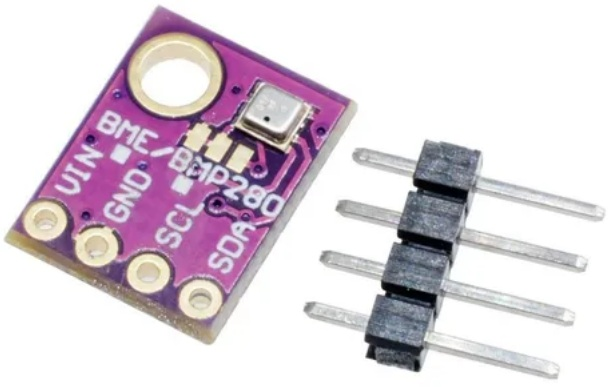 BME/BMP280
VIN
GND
SCL
SDA